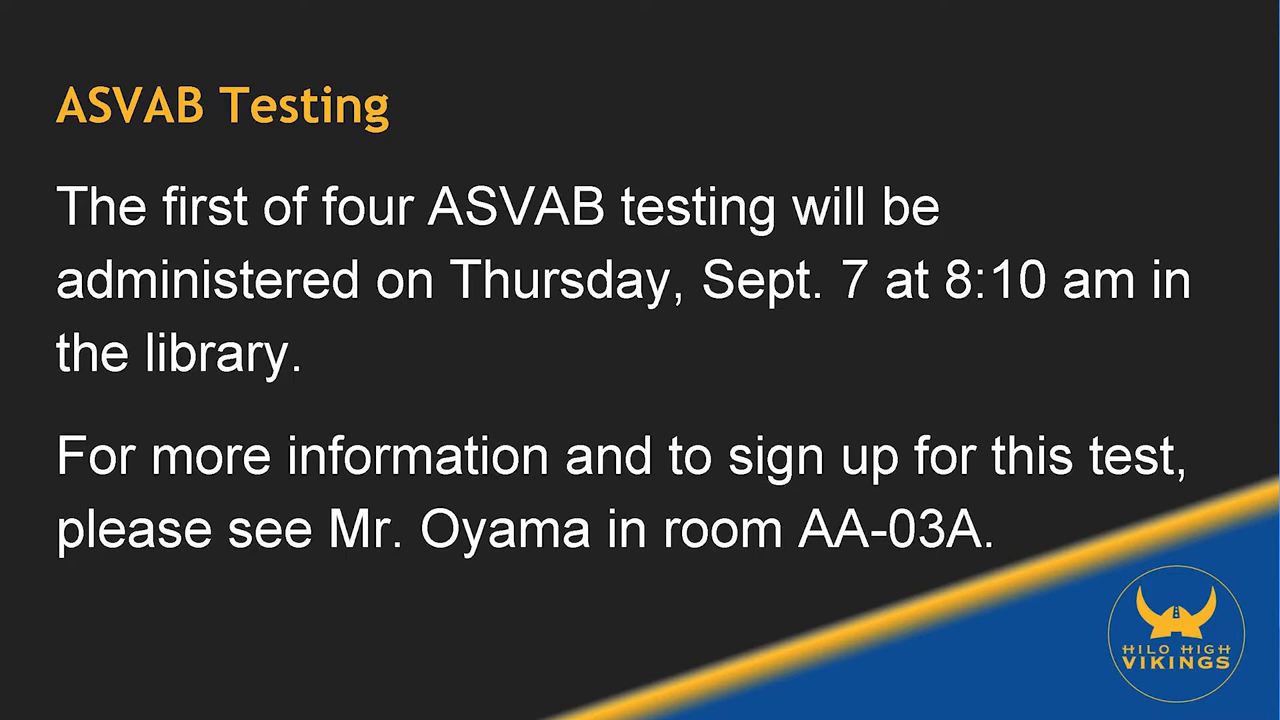 ASVAB Testing
The first of four ASVAB testing will be
administered on Thursday, Sept. 7 at 8:10 am in
the library.
For more information and to sign up for this test,
please see Mr. Oyama in room AA-03A.
HILO HIGH
VIKINGS